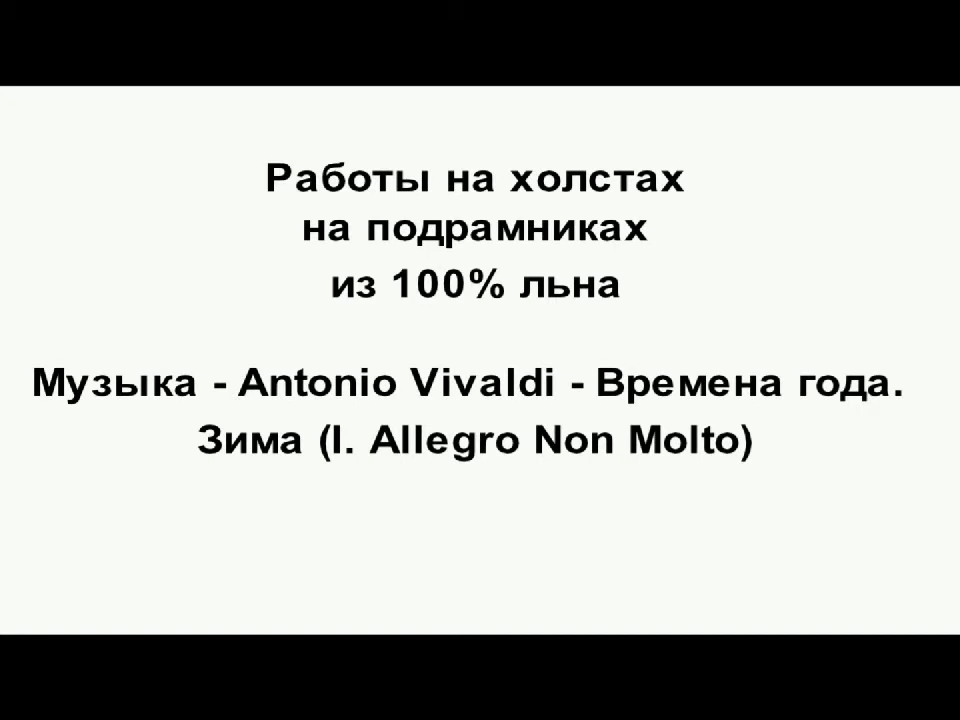 Работы на холстах
на подрамниках
из 100% льна
Музыка - Antonio Vivaldi - Времена года.
Зима (I. Allegro Non Molto)